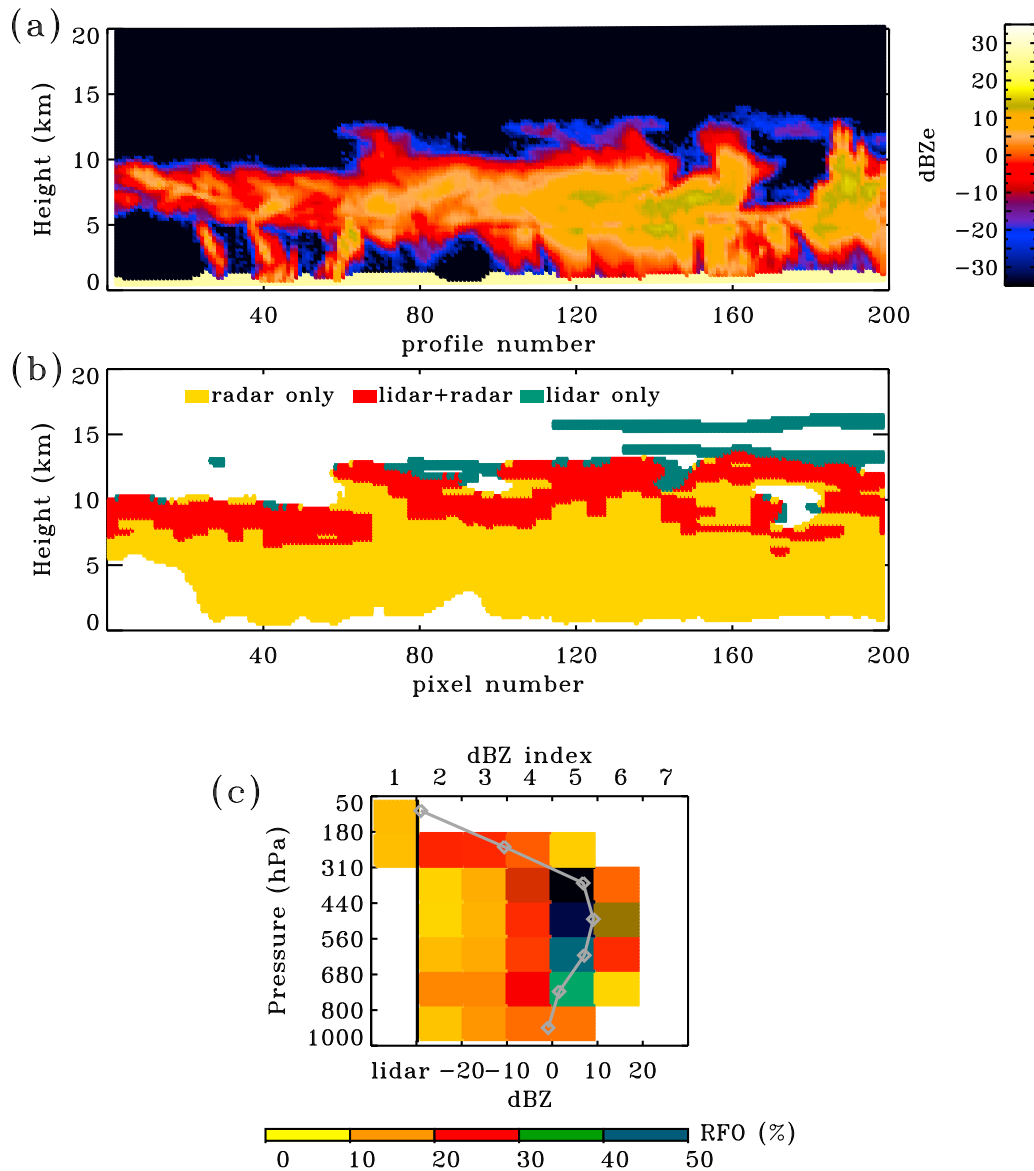 (a)
20
15
10
5
0
Height (km)
40 80 120 160 200
profile number
30
20
10
0
−10
−20
−30
dBZe
(b)
20
15
10
5
0
Height (km)
radar only lidar+radar lidar only
40 80 120 160 200
pixel number
(c)
dBZ index
1 2 3 4 5 6 7
50
180
310
440
560
680
800
1000
Pressure (hPa)
lidar −20 −10 0 10 20
dBZ
RFO (%)
0 10 20 30 40 50